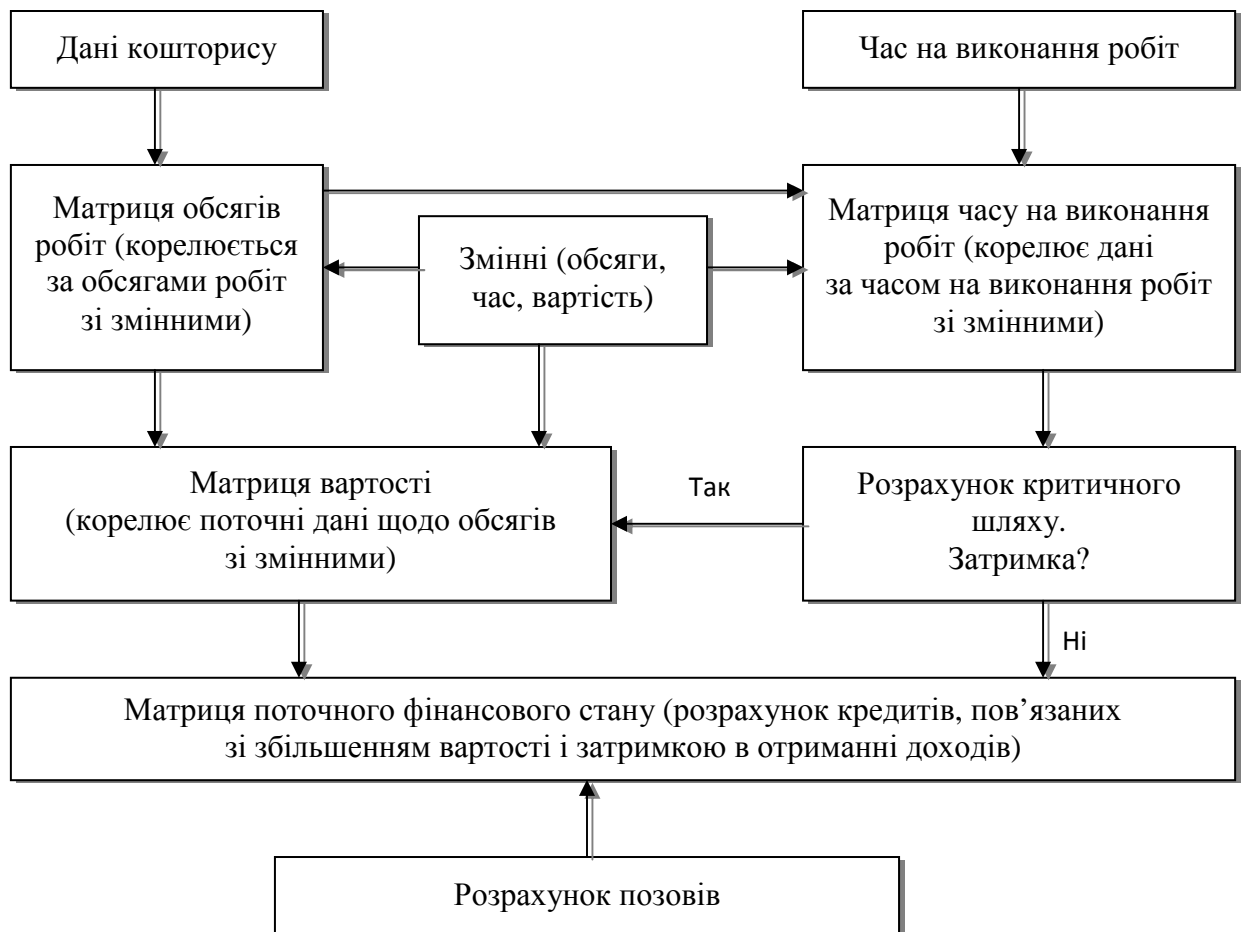 Дані кошторису
Час на виконання робіт
Матриця обсягів
робіт (корелюється
за обсягами робіт
зі змінними)
Змінні (обсяги,
час, вартість)
Матриця часу на виконання
робіт (корелює дані
за часом на виконання робіт
зі змінними)
Матриця вартості
(корелює поточні дані щодо обсягів
зі змінними)
Так
Розрахунок критичного
шляху.
Затримка?
Ні
Матриця поточного фінансового стану (розрахунок кредитів, пов’язаних
зі збільшенням вартості і затримкою в отриманні доходів)
Розрахунок позовів